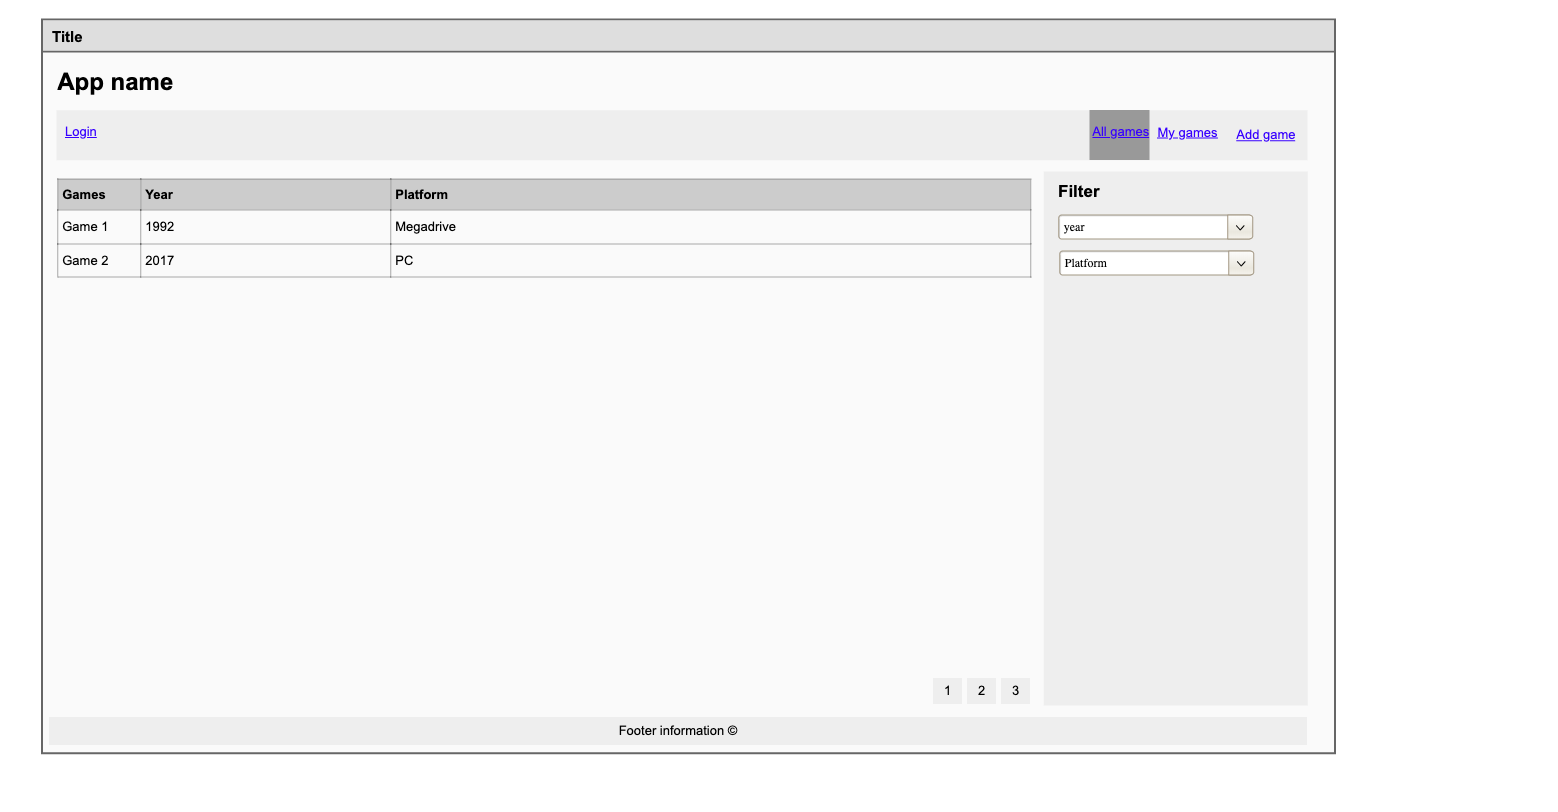 Title
App name
Login All games My games Add game
Games Year Platform
Game 1 1992 Megadrive
Game 2 2017 PC
Filter
year
Platform
1 2 3
Footer information ©